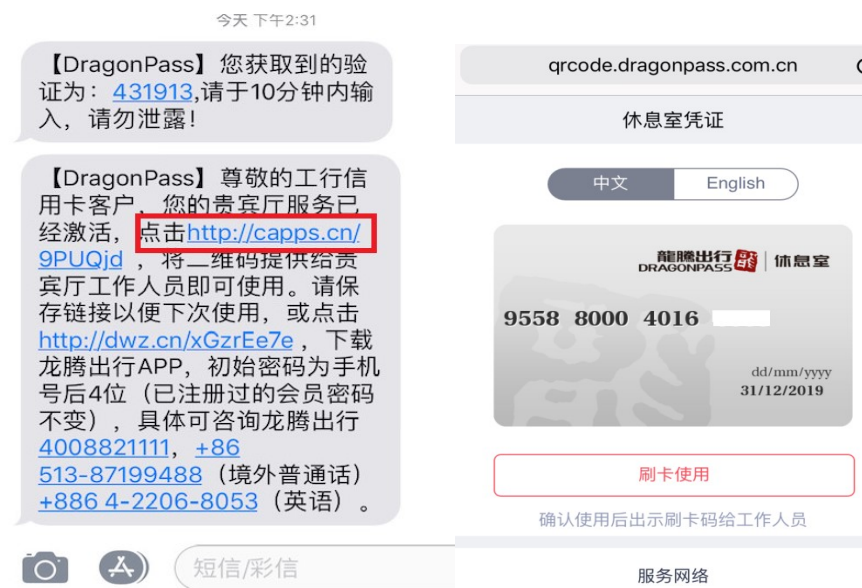 今天 下午2:31
【DragonPass】您获取到的验
证为：431913,请于10分钟内输
入，请勿泄露！
【DragonPass】尊敬的工行信
用卡客户，您的贵宾厅服务已
经激活，点击http://capps.cn/
9PUQjd ，将二维码提供给贵
宾厅工作人员即可使用。请保
存链接以便下次使用，或点击
http://dwz.cn/xGzrEe7e ，下载
龙腾出行APP，初始密码为手机
号后4位（已注册过的会员密码
不变），具体可咨询龙腾出行
4008821111，+86
513-87199488（境外普通话）
+886 4-2206-8053（英语）。
短信/彩信
qrcode.dragonpass.com.cn
休息室凭证
中文
English
龍騰出行
DRAGONPASS
休息室
9558 8000 4016
dd/mm/yyyy
31/12/2019
刷卡使用
确认使用后出示刷卡码给工作人员
服务网络